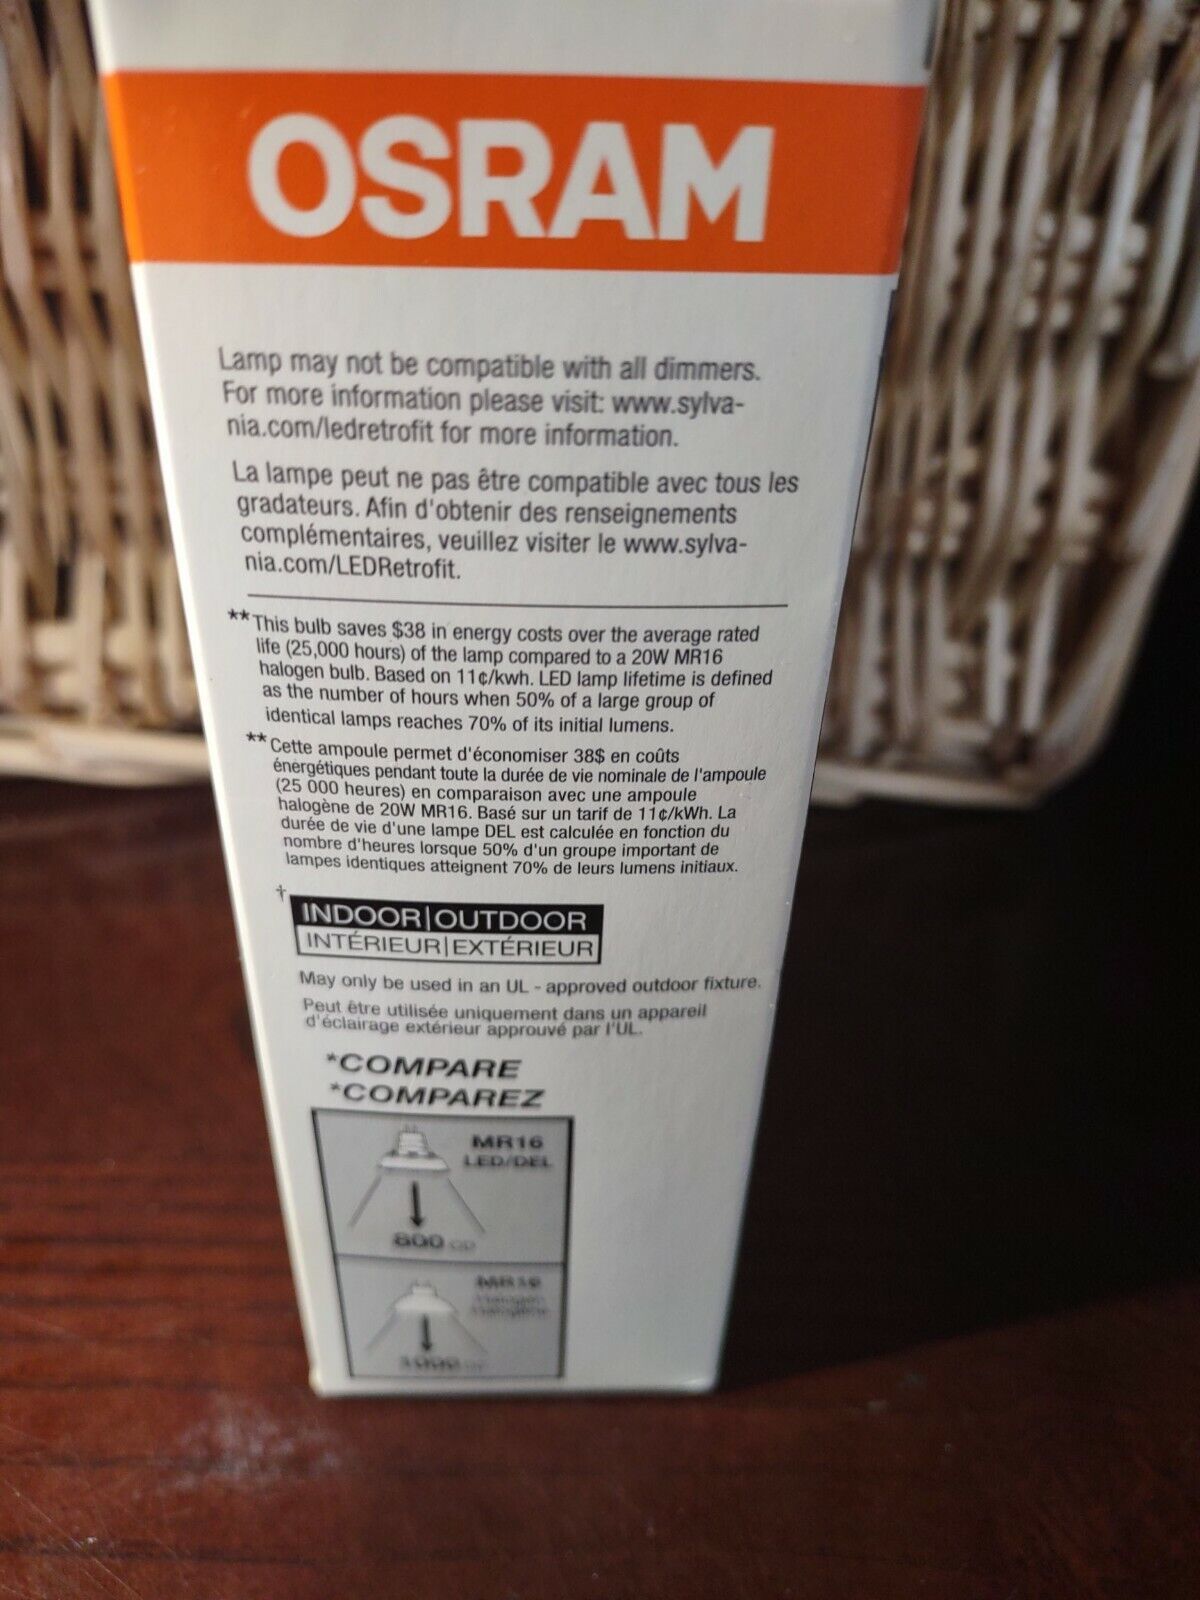 OSRAM
Lamp may not be compatible with all dimmers.
For more information please visit: www.sylva-
nia.com/ledretrofit for more information.
La lampe peut ne pas être compatible avec tous les
gradateurs. Afin d'obtenir des renseignements
complémentaires, veuillez visiter le www.sylva-
nia.com/LEDRetrofit.
**This bulb saves $38 in energy costs over the average rated
life (25,000 hours) of the lamp compared to a 20W MR16
halogen bulb. Based on 11¢/kwh. LED lamp lifetime is defined
as the number of hours when 50% of a large group of
identical lamps reaches 70% of its initial lumens.
**Cette ampoule permet d'économiser 38$ en coûts
énergétiques pendant toute la durée de vie nominale de l'ampoule
(25 000 heures) en comparaison avec une ampoule
halogène de 20W MR16. Basé sur un tarif de 11¢/kWh. La
durée de vie d'une lampe DEL est calculée en fonction du
nombre d'heures lorsque 50% d'un groupe important de
lampes identiques atteignent 70% de leurs lumens initiaux.
†
INDOOR|OUTDOOR
INTÉRIEUR|EXTÉRIEUR
May only be used in an UL - approved outdoor fixture.
Peut être utilisée uniquement dans un appareil
d'éclairage extérieur approuvé par l'UL.
*COMPARE
*COMPAREZ
MR16
LED/DEL
CD
MR16